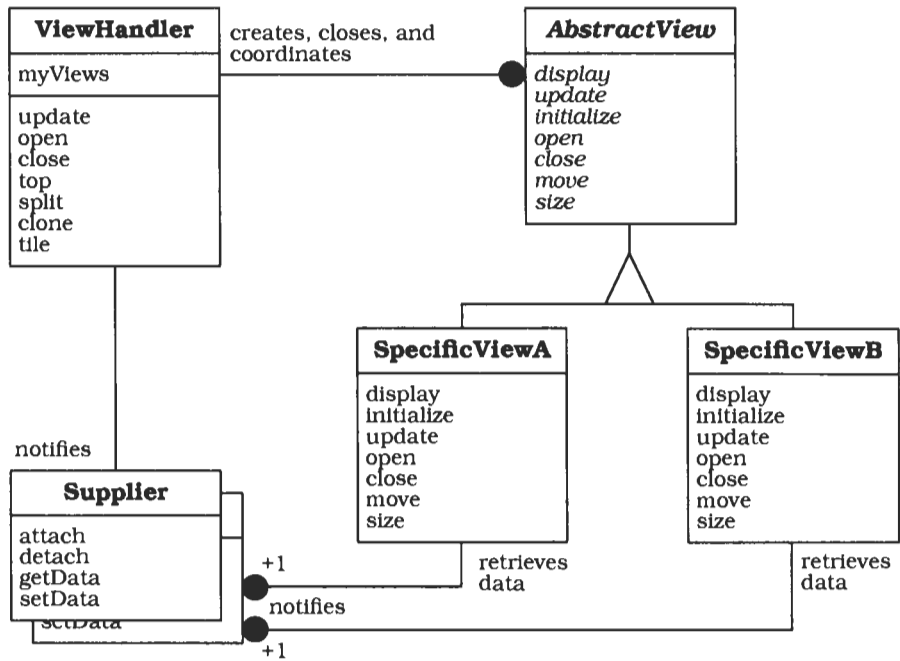 ViewHandler
myViews
update
open
close
top
split
clone
tile
creates, closes, and
coordinates
AbstractView
display
update
initialize
open
close
move
size
SpecificViewA
display
initialize
update
open
close
move
size
SpecificViewB
display
initialize
update
open
close
move
size
notifies
Supplier
attach
detach
getData
setData
setData
+1
retrieves
data
notifies
+1
retrieves
data